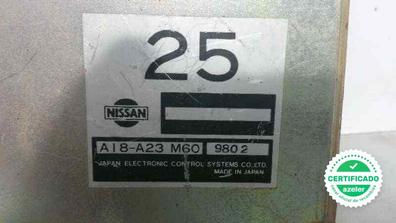 25
NISSAN
A18-A23 M60 9802
JAPAN ELECTRONIC CONTROL SYSTEMS CO.,LTD.
MADE IN JAPAN
CERTIFICADO
azeler